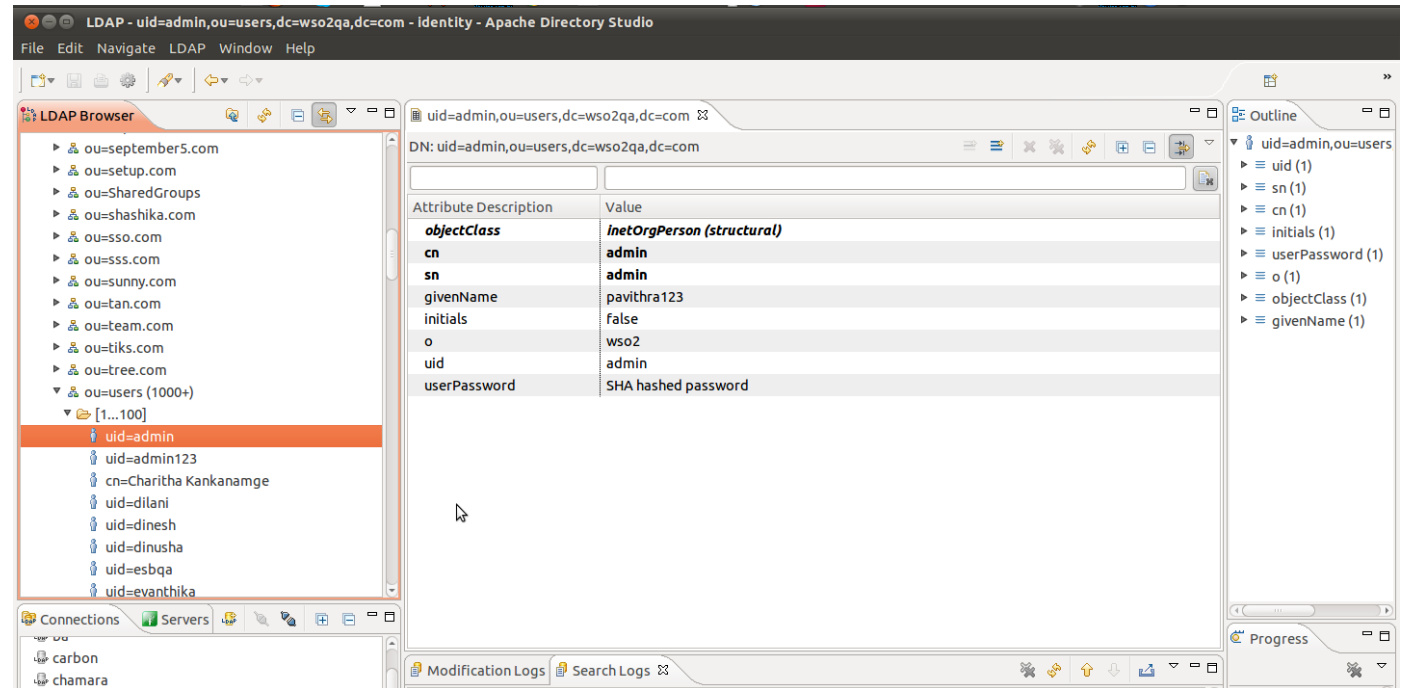 LDAP - uid=admin,ou=users,dc=wso2qa,dc=com - identity - Apache Directory Studio
File Edit Navigate LDAP Window Help
LDAP Browser
ou=september5.com
ou=setup.com
ou=SharedGroups
ou=shashika.com
ou=sso.com
ou=sss.com
ou=sunny.com
ou=tan.com
ou=team.com
ou=tiks.com
ou=tree.com
ou=users (1000+)
[1...100]
uid=admin
uid=admin123
cn=Charitha Kankanamge
uid=dilani
uid=dinesh
uid=dinusha
uid=esbqa
uid=evanthika
Connections Servers
carbon
chamara
uid=admin,ou=users,dc=wso2qa,dc=com
DN: uid=admin,ou=users,dc=wso2qa,dc=com
Attribute Description Value
objectClass inetOrgPerson (structural)
cn admin
sn admin
givenName pavithra123
initials false
o wso2
uid admin
userPassword SHA hashed password
Modification Logs Search Logs
Outline
uid=admin,ou=users
uid (1)
sn (1)
cn (1)
initials (1)
userPassword (1)
o (1)
objectClass (1)
givenName (1)
Progress